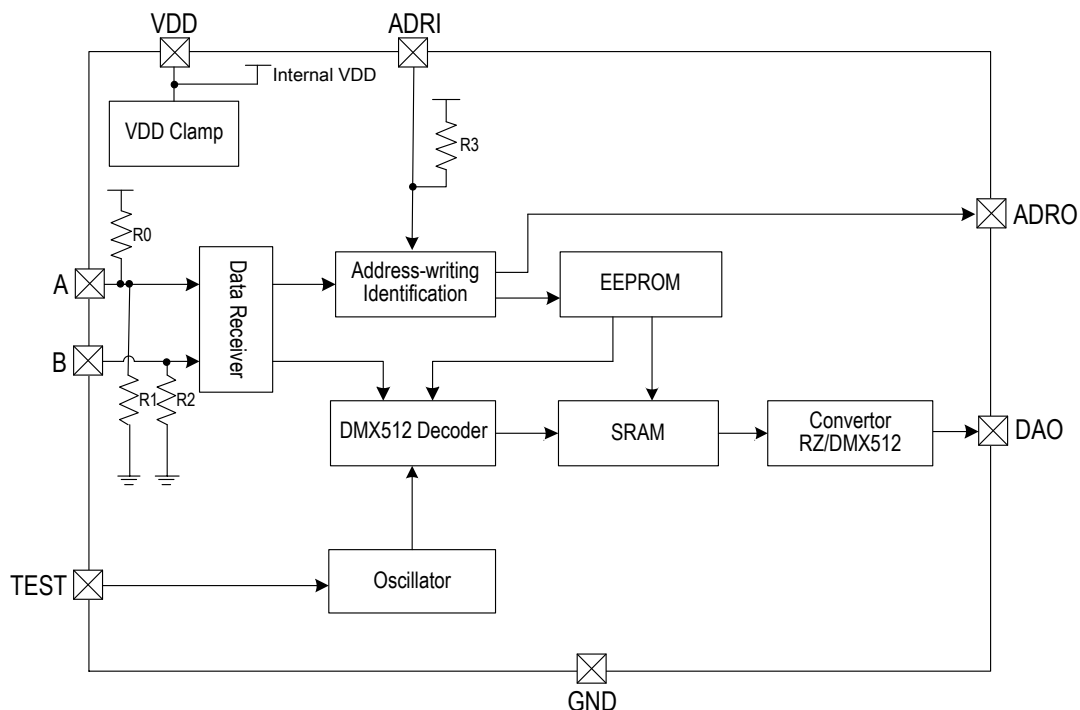 VDD
ADRI
Internal VDD
VDD Clamp
R3
R0
ADRO
A
Data Receiver
Address-writing
Identification
EEPROM
B
R1
R2
DMX512 Decoder
SRAM
Convertor
RZ/DMX512
DAO
TEST
Oscillator
GND